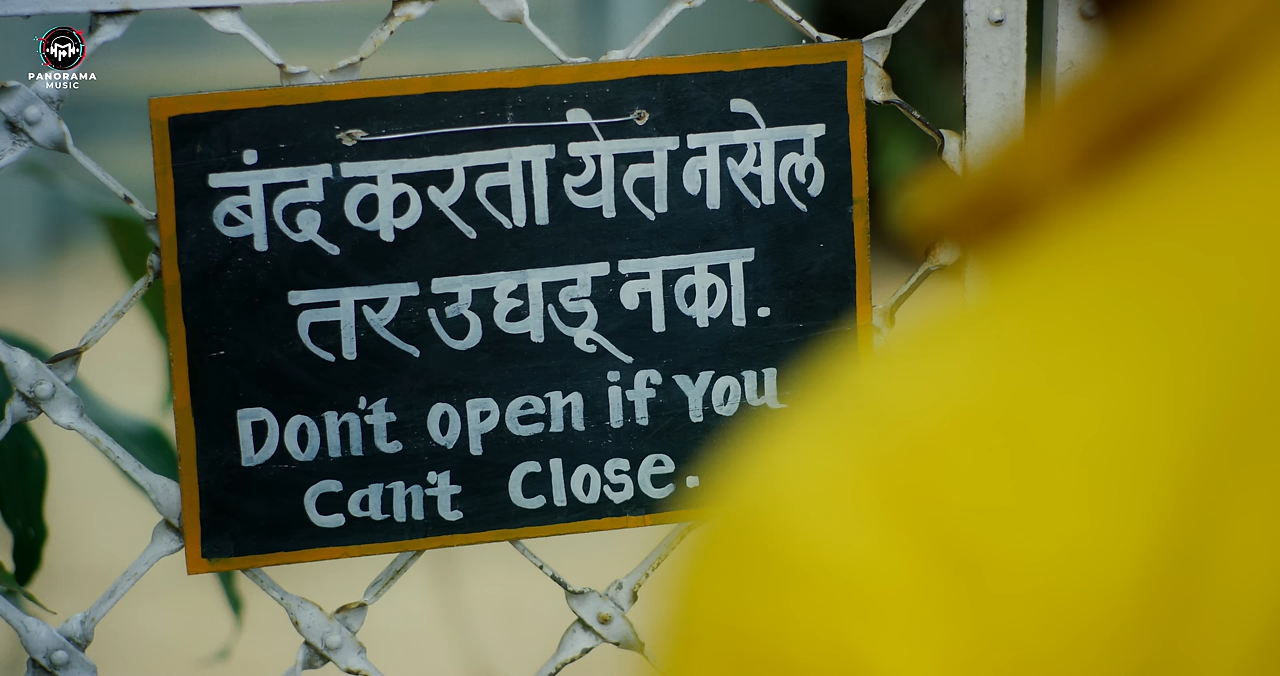 PANORAMA
MUSIC
बंद करता येत नसेल
तर उघडू नका.
Don't open if You
Can't Close.